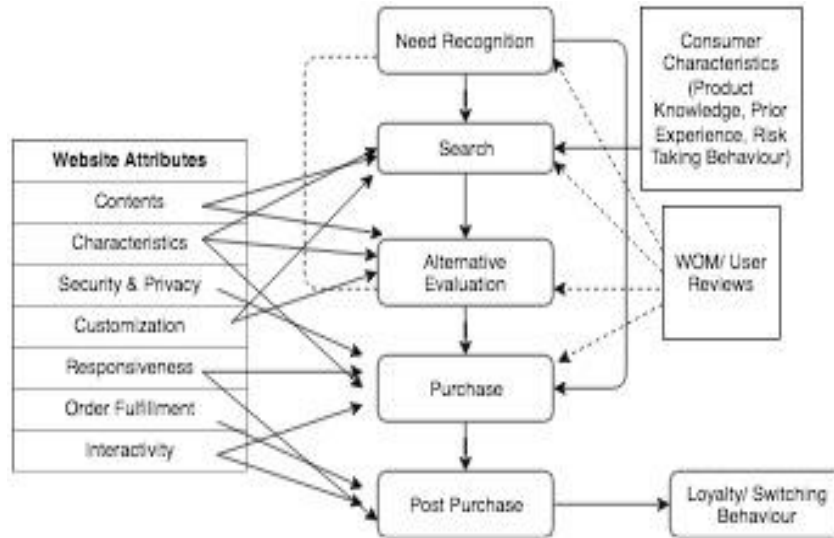 Need Recognition
Consumer
Characteristics
(Product
Knowledge, Prior
Experience, Risk
Taking Behaviour)
Search
Website Attributes
Contents
Characteristics
Security & Privacy
Customization
Responsiveness
Order Fulfillment
Interactivity
Alternative
Evaluation
WOM/ User
Reviews
Purchase
Post Purchase
Loyalty/ Switching
Behaviour